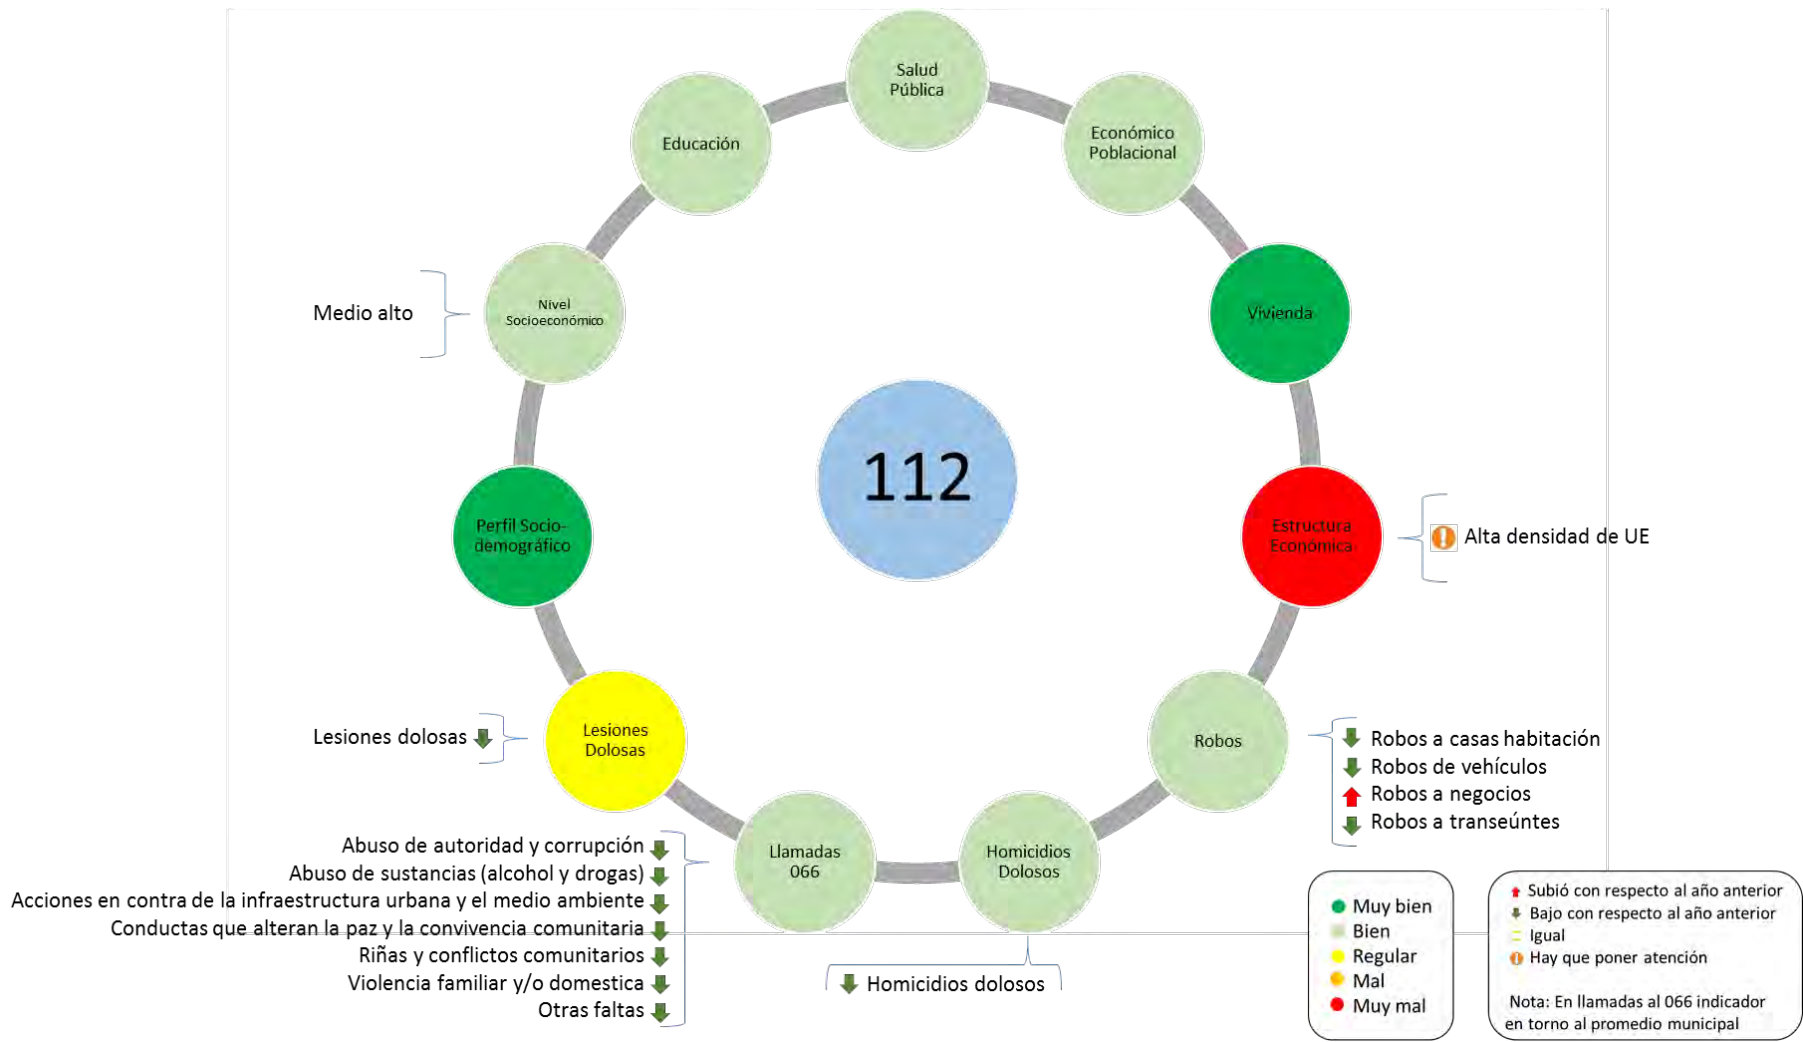 Salud
Pública
Educación
Económico
Poblacional
Medio alto
Nivel
Socioeconómico
Vivienda
112
Perfil Socio-
demográfico
Estructura
Económica
Alta densidad de UE
Lesiones dolosas
Lesiones
Dolosas
Robos
Robos a casas habitación
Robos de vehículos
Robos a negocios
Robos a transeúntes
Abuso de autoridad y corrupción
Abuso de sustancias (alcohol y drogas)
Acciones en contra de la infraestructura urbana y el medio ambiente
Conductas que alteran la paz y la convivencia comunitaria
Riñas y conflictos comunitarios
Violencia familiar y/o domestica
Otras faltas
Llamadas
066
Homicidios
Dolosos
Homicidios dolosos
Muy bien
Bien
Regular
Mal
Muy mal
Subió con respecto al año anterior
Bajo con respecto al año anterior
Igual
Hay que poner atención
Nota: En llamadas al 066 indicador
en torno al promedio municipal